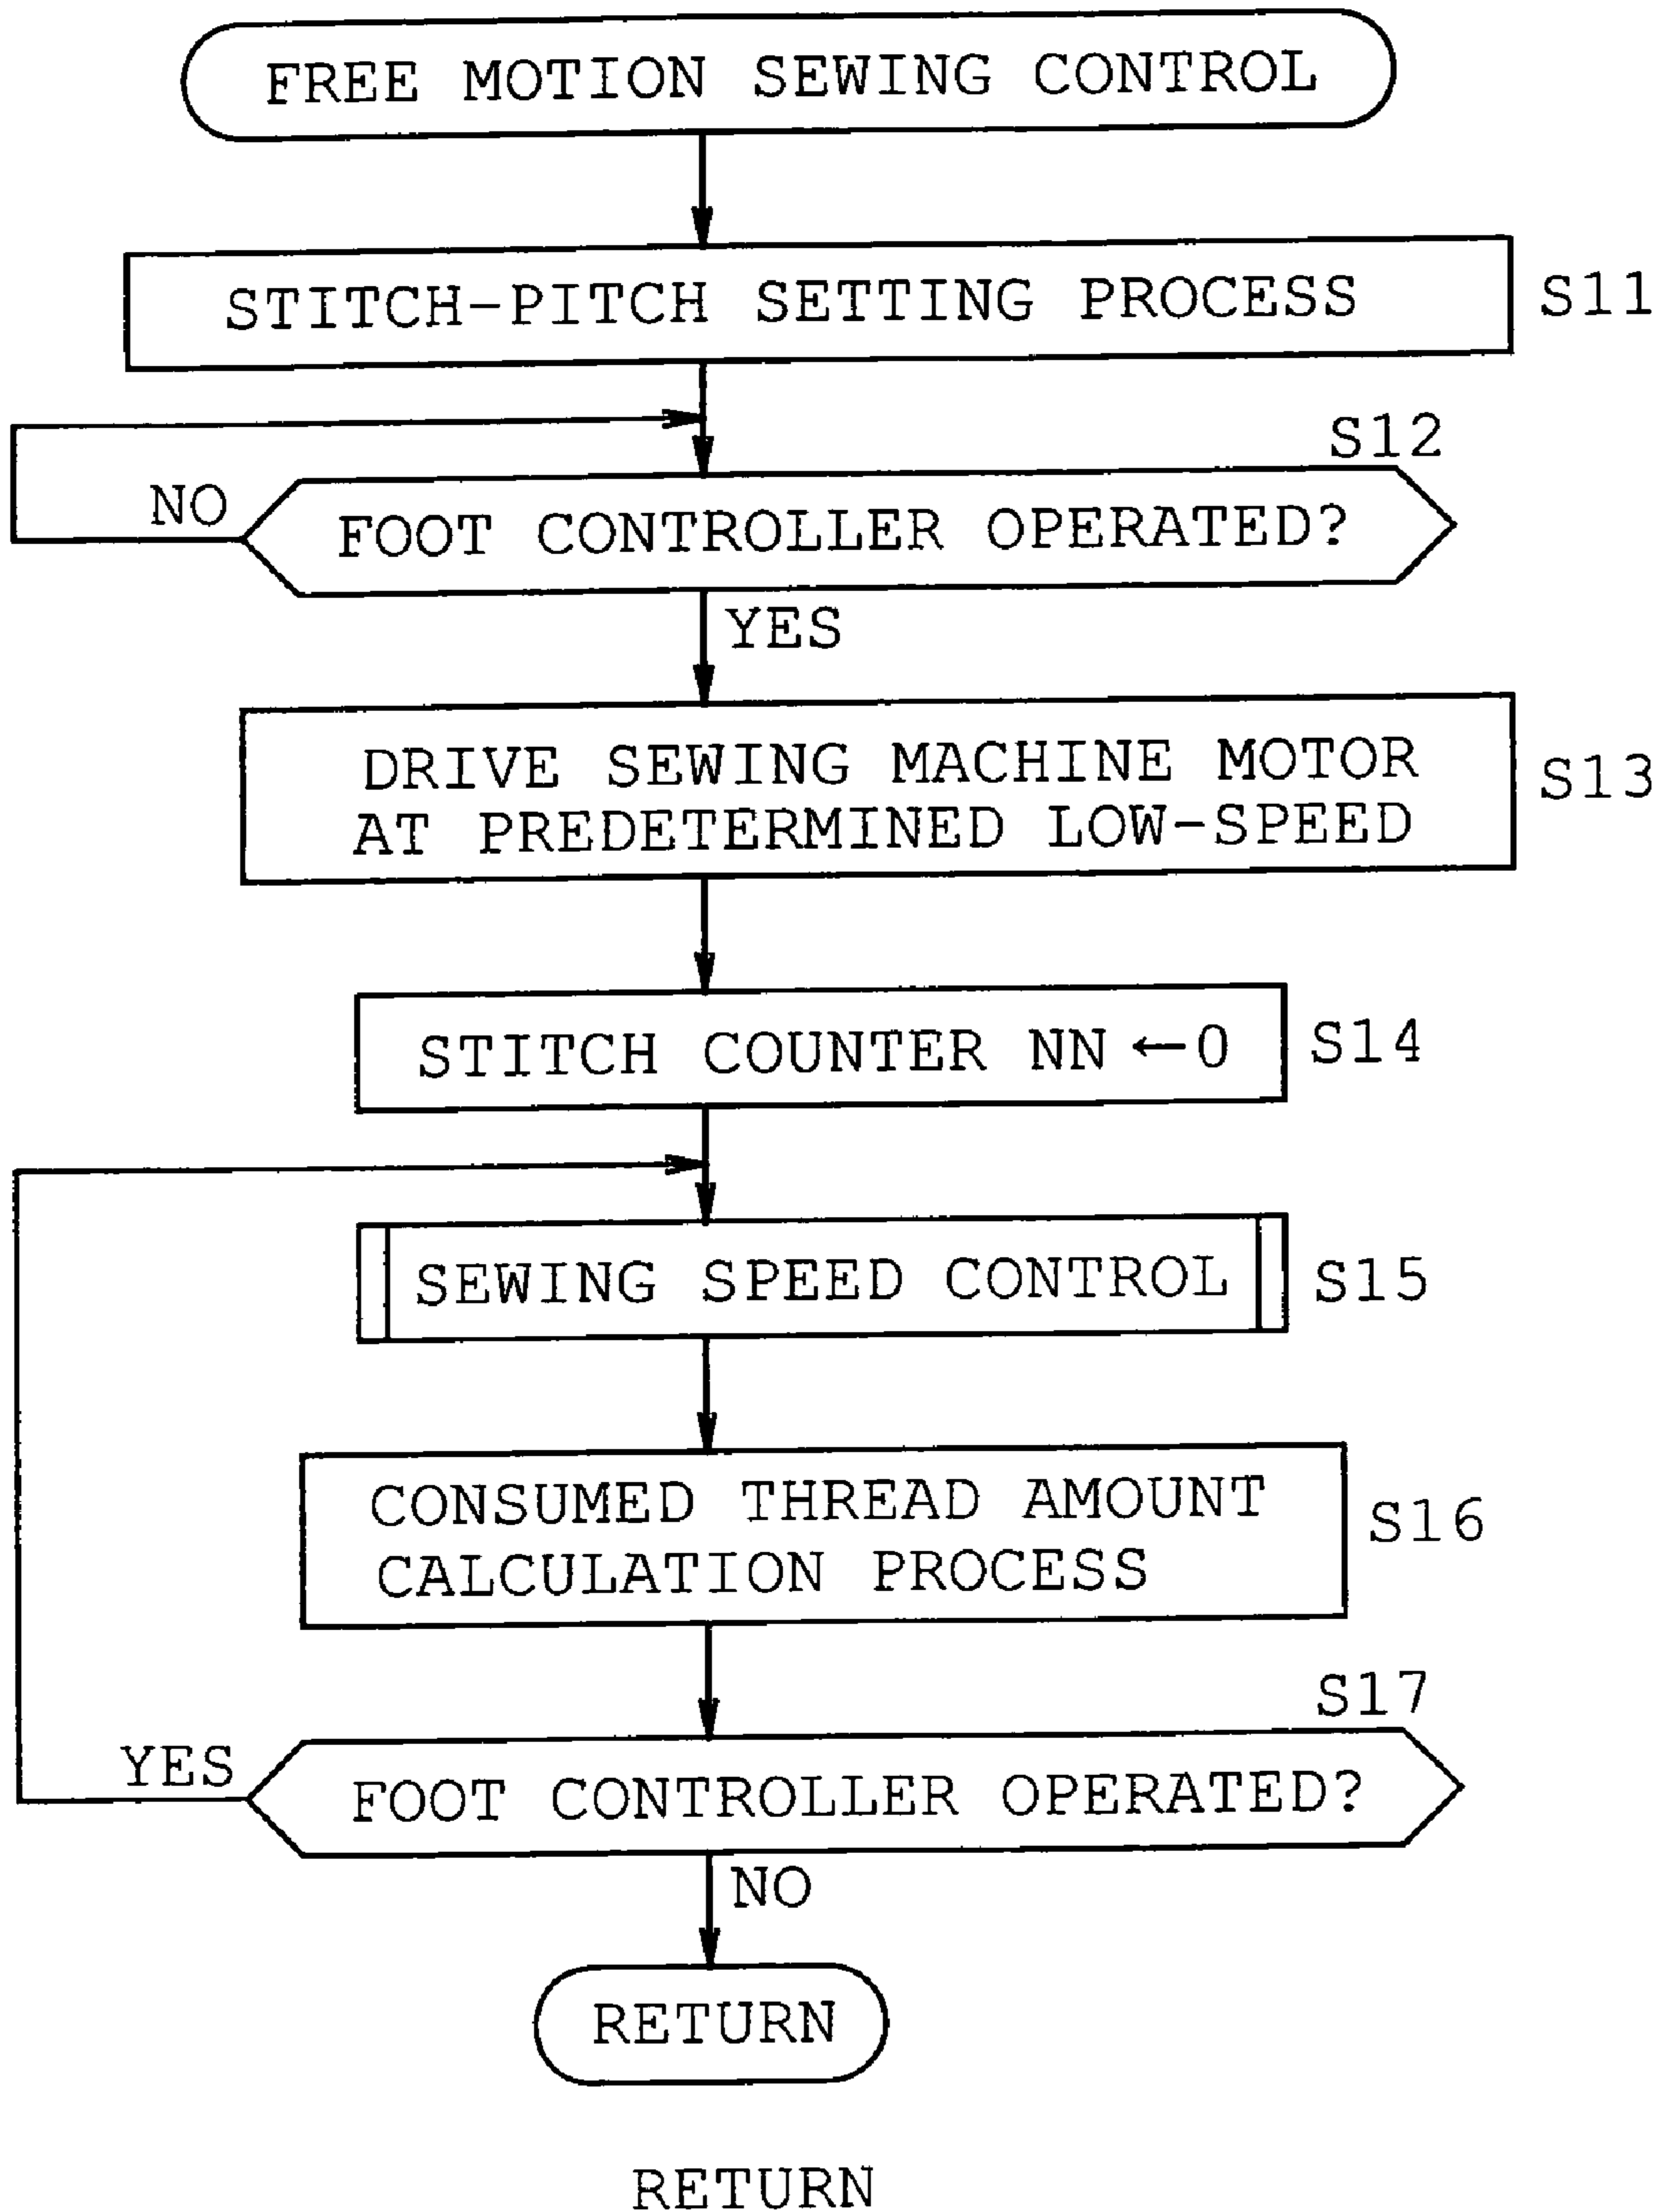 FREE MOTION SEWING CONTROL
STITCH-PITCH SETTING PROCESS
S11
S12
NO
FOOT CONTROLLER OPERATED?
YES
DRIVE SEWING MACHINE MOTOR
AT PREDETERMINED LOW-SPEED
S13
STITCH COUNTER NN ←0
S14
SEWING SPEED CONTROL
S15
CONSUMED THREAD AMOUNT
CALCULATION PROCESS
S16
S17
YES
FOOT CONTROLLER OPERATED?
NO
RETURN
RETURN